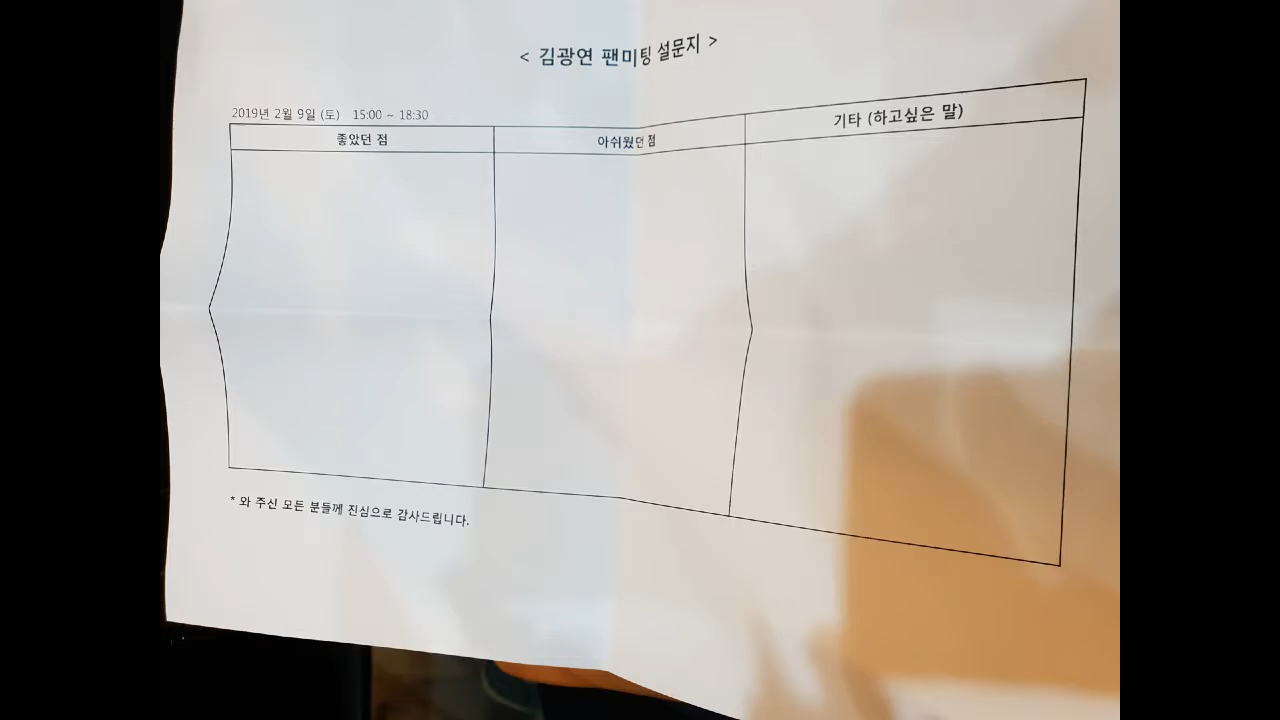 < 김광연 팬미팅 설문지 >
2019년 2월 9일 (토) 15:00 ~ 18:30
좋았던 점 아쉬웠던 점 기타 (하고싶은 말)
* 와 주신 모든 분들께 진심으로 감사드립니다.